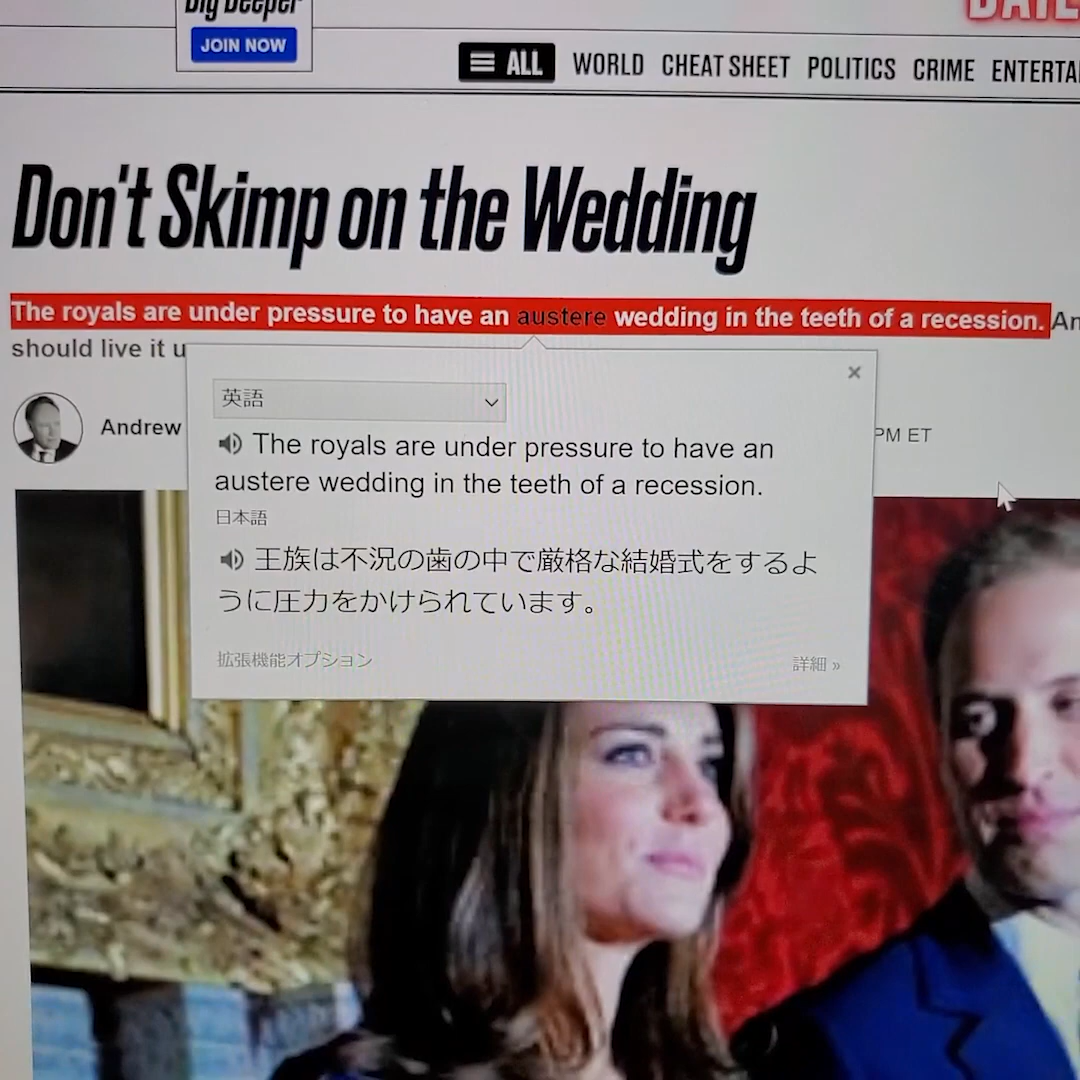 Dig Deeper
JOIN NOW
ALL WORLD CHEAT SHEET POLITICS CRIME
Don't Skimp on the Wedding
The royals are under pressure to have an austere wedding in the teeth of a recession.
should live it
Andrew
PM ET
英語
The royals are under pressure to have an
austere wedding in the teeth of a recession.
日本語
王族は不況の歯の中で厳格な結婚式をするよ
うに圧力をかけられています。
拡張機能オプション
詳細 »